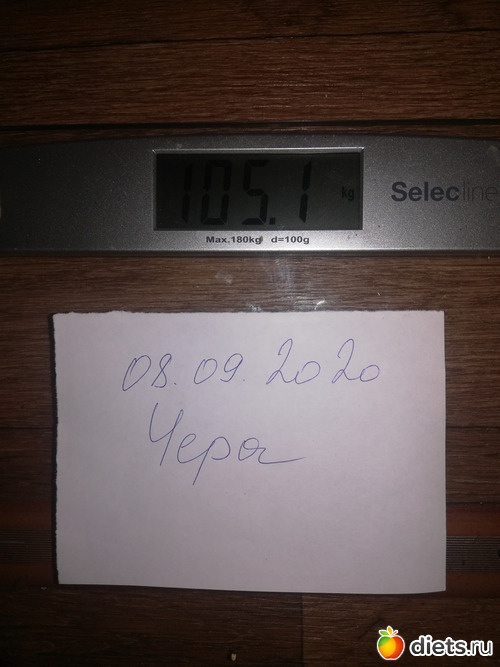 105.1 kg
Selecline
Max.180kg d=100g
08.09.2020
Чера
diets.ru